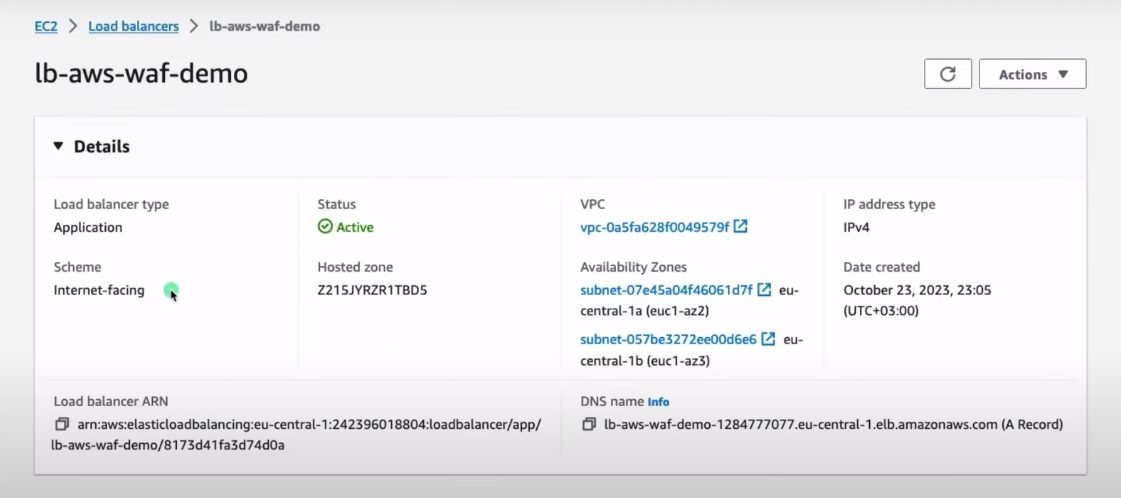 EC2 > Load balancers > lb-aws-waf-demo
lb-aws-waf-demo
Actions
Details
Load balancer type
Application
Status
Active
VPC
vpc-0a5fa628f0049579f
IP address type
IPv4
Scheme
Internet-facing
Hosted zone
Z215JYRZR1TBD5
Availability Zones
subnet-07e45a04f46061d7f eu-
central-1a (euc1-az2)
subnet-057be3272ee00d6e6 eu-
central-1b (euc1-az3)
Date created
October 23, 2023, 23:05
(UTC+03:00)
Load balancer ARN
arn:aws:elasticloadbalancing:eu-central-1:242396018804:loadbalancer/app/
lb-aws-waf-demo/8173d41fa3d74d0a
DNS name Info
lb-aws-waf-demo-1284777077.eu-central-1.elb.amazonaws.com (A Record)